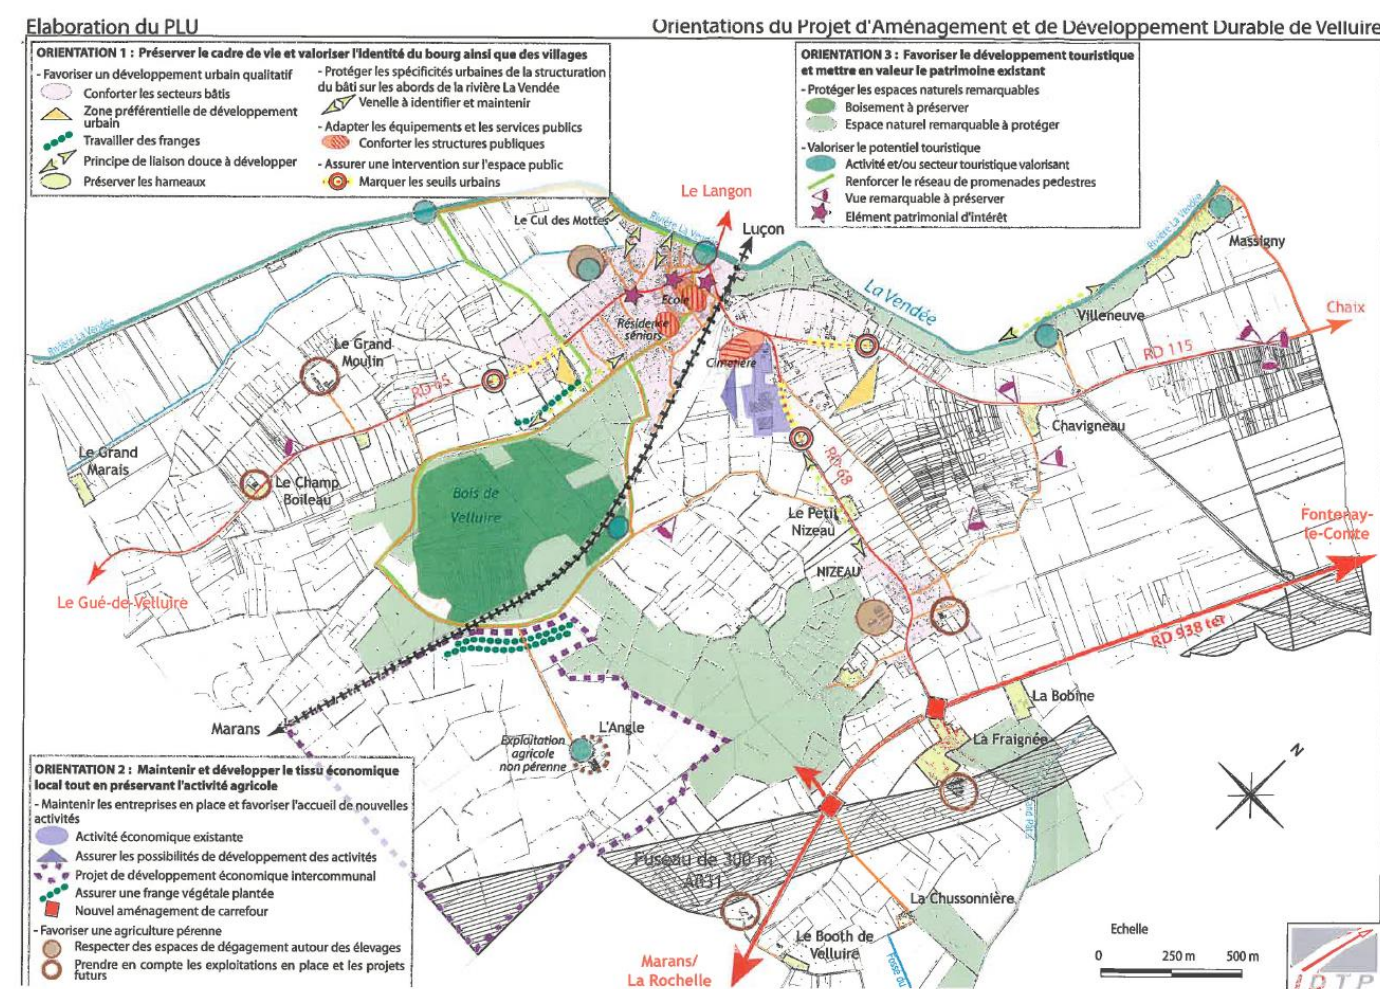 Elaboration du PLU
Orientations du Projet d'Aménagement et de Développement Durable de Velluire
ORIENTATION 1 : Préserver le cadre de vie et valoriser l'identité du bourg ainsi que des villages
- Favoriser un développement urbain qualitatif
Conforter les secteurs bâtis
Zone préférentielle de développement
urbain
Travailler des franges
Principe de liaison douce à développer
Préserver les hameaux
- Protéger les spécificités urbaines de la structuration
du bâti sur les abords de la rivière La Vendée
Venelle à identifier et maintenir
- Adapter les équipements et les services publics
Conforter les structures publiques
- Assurer une intervention sur l'espace public
Marquer les seuils urbains
ORIENTATION 3 : Favoriser le développement touristique
et mettre en valeur le patrimoine existant
- Protéger les espaces naturels remarquables
Boisement à préserver
Espace naturel remarquable à protéger
- Valoriser le potentiel touristique
Activité et/ou secteur touristique valorisant
Renforcer le réseau de promenades pedestres
Vue remarquable à préserver
Elément patrimonial d'intérêt
Le Langon
Luçon
Le Cul des Mottes
Rivière La Vendée
Rivière La Vendée
Massigny
Chaix
La Vendée
Villeneuve
RD 115
Ecole
Résidence
séniors
Cimetière
Rivière La Vendée
Le Grand
Moulin
RD 65
Chavigneau
Le Grand
Marais
Le Champ
Boileau
Bois de
Velluire
RD 68
Le Petit
Nizeau
NIZEAU
Fontenay-
le-Comte
Le Gué-de-Velluire
RD 938 ter
Marans
L'Angle
Exploitation
agricole
non pérenne
La Bobine
La Fraignée
N
Fuseau de 300 m
A831
La Chussonnière
Le Booth de
Velluire
Fosse du
Marans/
La Rochelle
ORIENTATION 2 : Maintenir et développer le tissu économique
local tout en préservant l'activité agricole
- Maintenir les entreprises en place et favoriser l'accueil de nouvelles
activités
Activité économique existante
Assurer les possibilités de développement des activités
Projet de développement économique intercommunal
Assurer une frange végétale plantée
Nouvel aménagement de carrefour
- Favoriser une agriculture pérenne
Respecter des espaces de dégagement autour des élevages
Prendre en compte les exploitations en place et les projets
futurs
Echelle
0 250 m 500 m
D T P